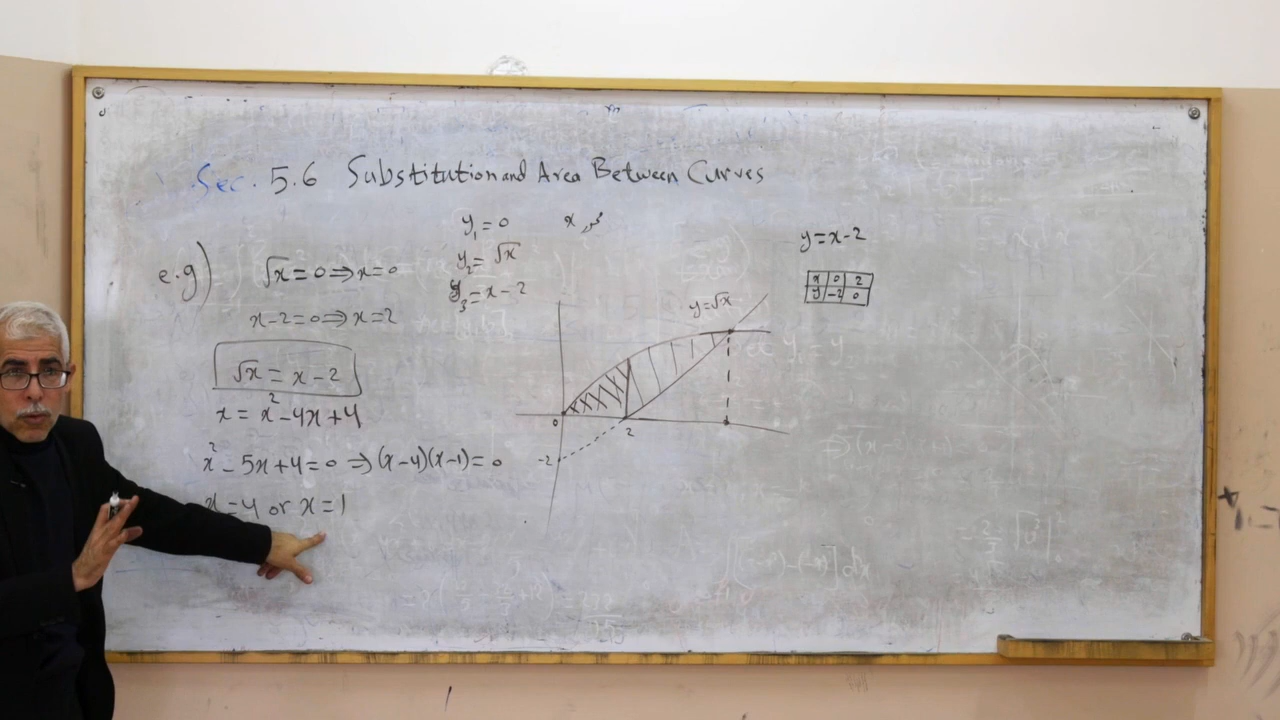 Sec. 5.6 Substitution and Area Between Curves
e.g)
√x = 0 ⇒ x = 0
x-2=0 ⇒ x=2
√x = x - 2
x = x² - 4x + 4
x² - 5x + 4 = 0 ⇒ (x-4)(x-1) = 0
x = 4 or x = 1
y₁ = 0 محور x
y₂ = √x
y₃ = x - 2
y = √x
0
2
-2
y = x - 2
x 0 2
y -2 0